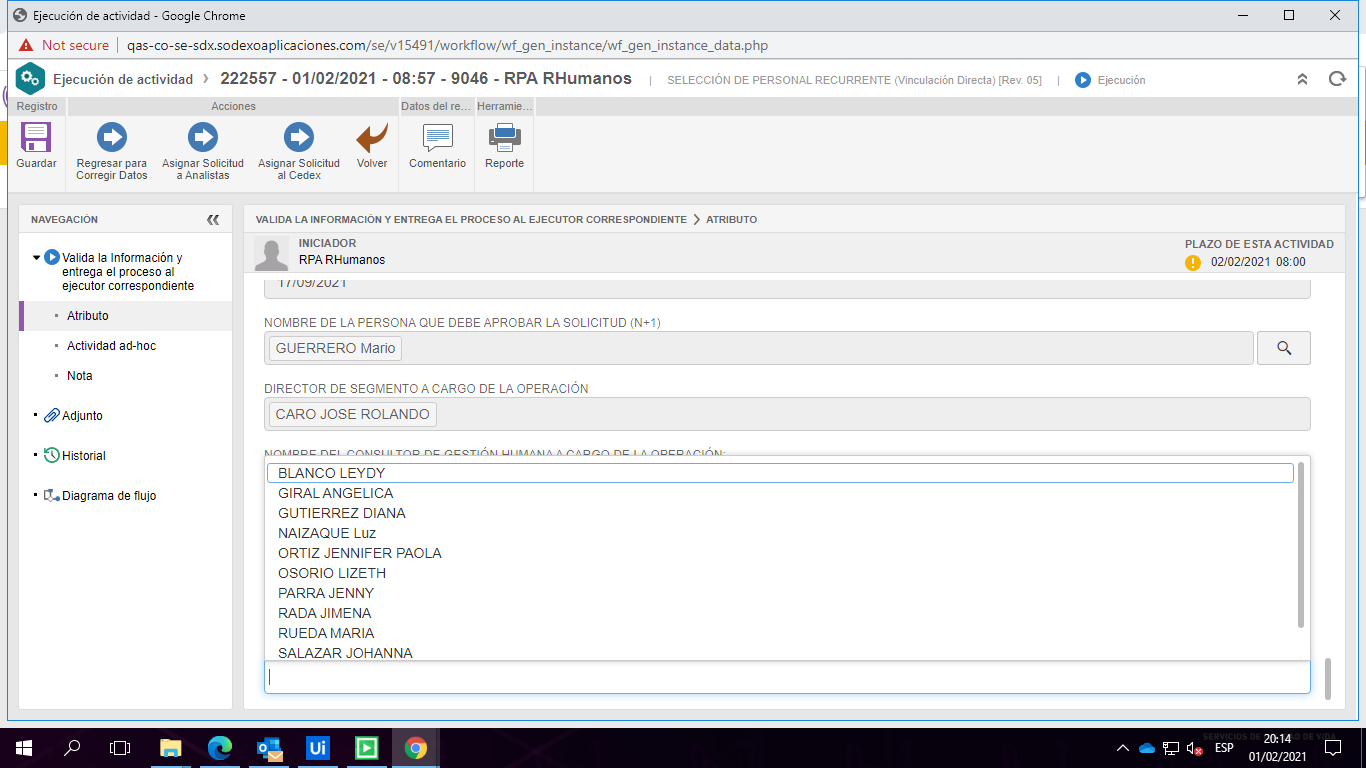 Ejecución de actividad - Google Chrome
Not secure
qas-co-se-sdx.sodexoaplicaciones.com/se/v15491/workflow/wf_gen_instance/wf_gen_instance_data.php
Ejecución de actividad
222557 - 01/02/2021 - 08:57 - 9046 - RPA RHumanos
SELECCIÓN DE PERSONAL RECURRENTE (Vinculación Directa) [Rev. 05]
Ejecución
Registro
Acciones
Datos del re...
Herramie...
Guardar
Regresar para
Corregir Datos
Asignar Solicitud
a Analistas
Asignar Solicitud
al Cedex
Volver
Comentario
Reporte
NAVEGACIÓN
Valida la Información y
entrega el proceso al
ejecutor correspondiente
Atributo
Actividad ad-hoc
Nota
Adjunto
Historial
Diagrama de flujo
VALIDA LA INFORMACIÓN Y ENTREGA EL PROCESO AL EJECUTOR CORRESPONDIENTE > ATRIBUTO
INICIADOR
RPA RHumanos
PLAZO DE ESTA ACTIVIDAD
02/02/2021 08:00
17/09/2021
NOMBRE DE LA PERSONA QUE DEBE APROBAR LA SOLICITUD (N+1)
GUERRERO Mario
DIRECTOR DE SEGMENTO A CARGO DE LA OPERACIÓN
CARO JOSE ROLANDO
NOMBRE DEL CONSULTOR DE GESTIÓN HUMANA A CARGO DE LA OPERACIÓN:
BLANCO LEYDY
GIRAL ANGELICA
GUTIERREZ DIANA
NAIZAQUE Luz
ORTIZ JENNIFER PAOLA
OSORIO LIZETH
PARRA JENNY
RADA JIMENA
RUEDA MARIA
SALAZAR JOHANNA
Ui
ESP
20:14
01/02/2021